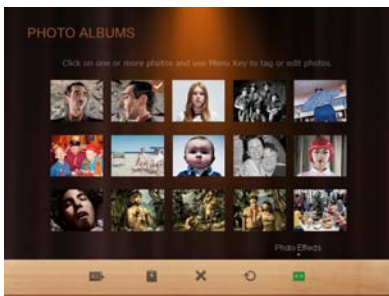 PHOTO ALBUMS
Click on one or more photos and use Menu Key to tag or edit photos.
Photo Effects